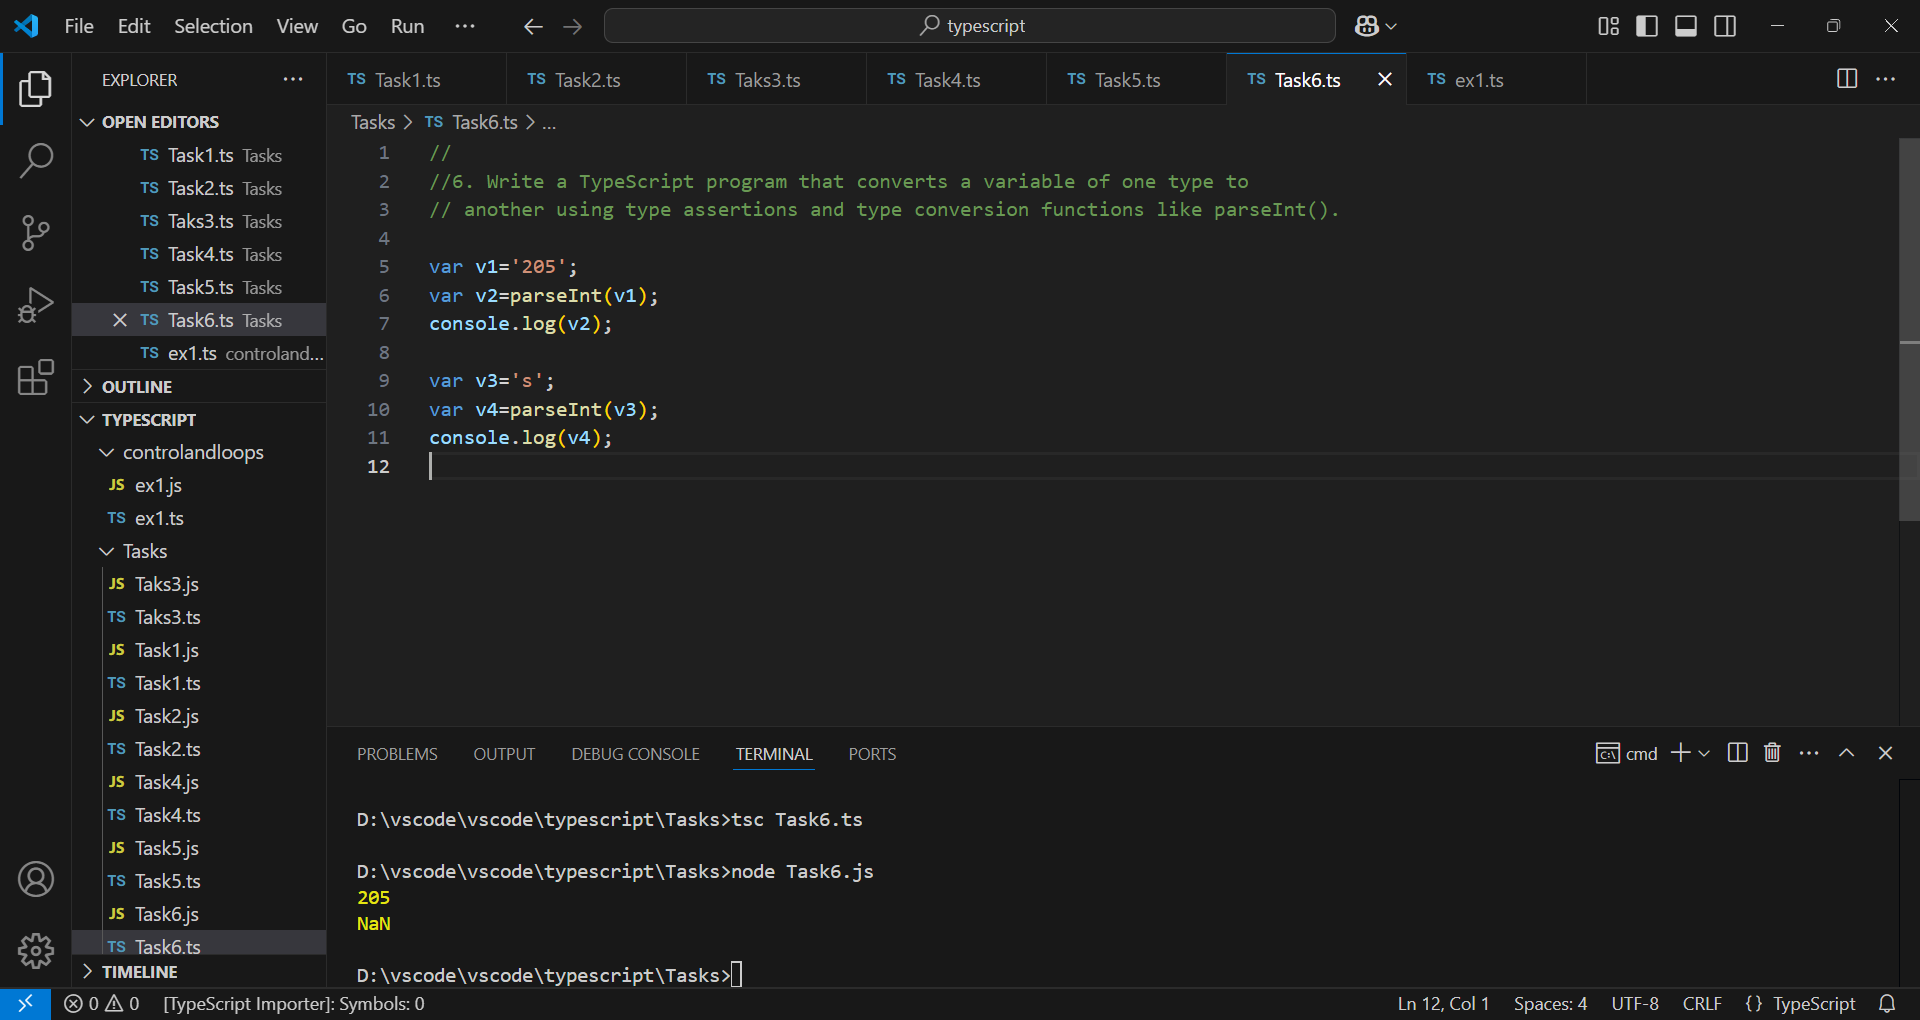 File Edit Selection View Go Run ··· typescript
EXPLORER ···
OPEN EDITORS
TS Task1.ts Tasks
TS Task2.ts Tasks
TS Taks3.ts Tasks
TS Task4.ts Tasks
TS Task5.ts Tasks
TS Task6.ts Tasks
TS ex1.ts controland...
OUTLINE
TYPESCRIPT
controlandloops
JS ex1.js
TS ex1.ts
Tasks
JS Taks3.js
TS Taks3.ts
JS Task1.js
TS Task1.ts
JS Task2.js
TS Task2.ts
JS Task4.js
TS Task4.ts
JS Task5.js
TS Task5.ts
JS Task6.js
TS Task6.ts
TIMELINE
TS Task1.ts TS Task2.ts TS Taks3.ts TS Task4.ts TS Task5.ts TS Task6.ts TS ex1.ts ···
Tasks > TS Task6.ts > ...
1 //
2 //6. Write a TypeScript program that converts a variable of one type to
3 // another using type assertions and type conversion functions like parseInt().
4
5 var v1='205';
6 var v2=parseInt(v1);
7 console.log(v2);
8
9 var v3='s';
10 var v4=parseInt(v3);
11 console.log(v4);
12
PROBLEMS OUTPUT DEBUG CONSOLE TERMINAL PORTS cmd ···
D:\vscode\vscode\typescript\Tasks>tsc Task6.ts
D:\vscode\vscode\typescript\Tasks>node Task6.js
205
NaN
D:\vscode\vscode\typescript\Tasks>
0 0 [TypeScript Importer]: Symbols: 0 Ln 12, Col 1 Spaces: 4 UTF-8 CRLF {} TypeScript